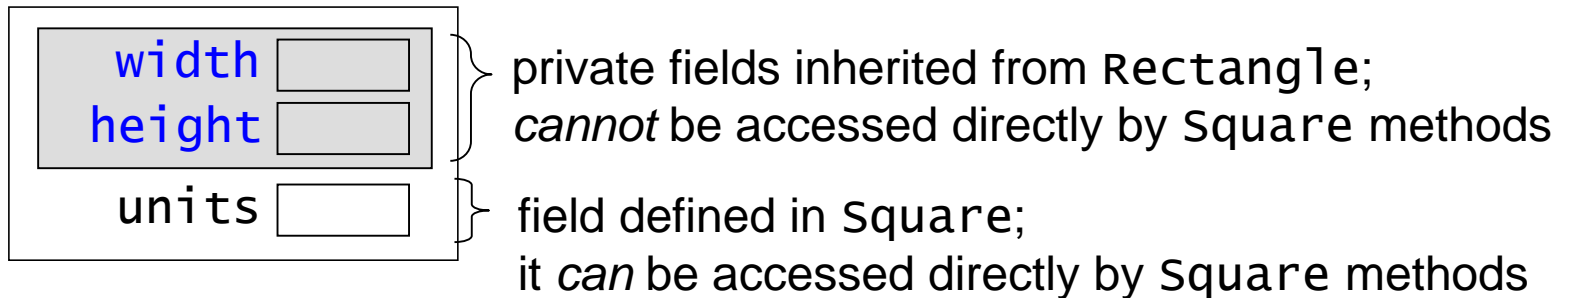 width
height
private fields inherited from Rectangle;
cannot be accessed directly by Square methods
units
field defined in Square;
it can be accessed directly by Square methods